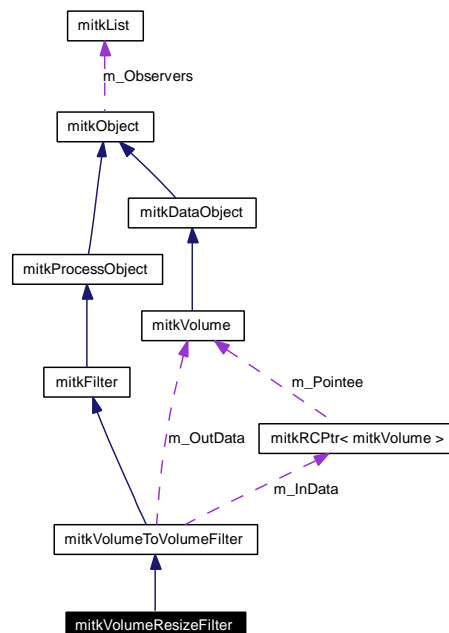 mitkList
m_Observers
mitkObject
mitkDataObject
mitkProcessObject
mitkVolume
mitkFilter
m_Pointee
m_OutData
mitkRCPtr< mitkVolume >
m_InData
mitkVolumeToVolumeFilter
mitkVolumeResizeFilter